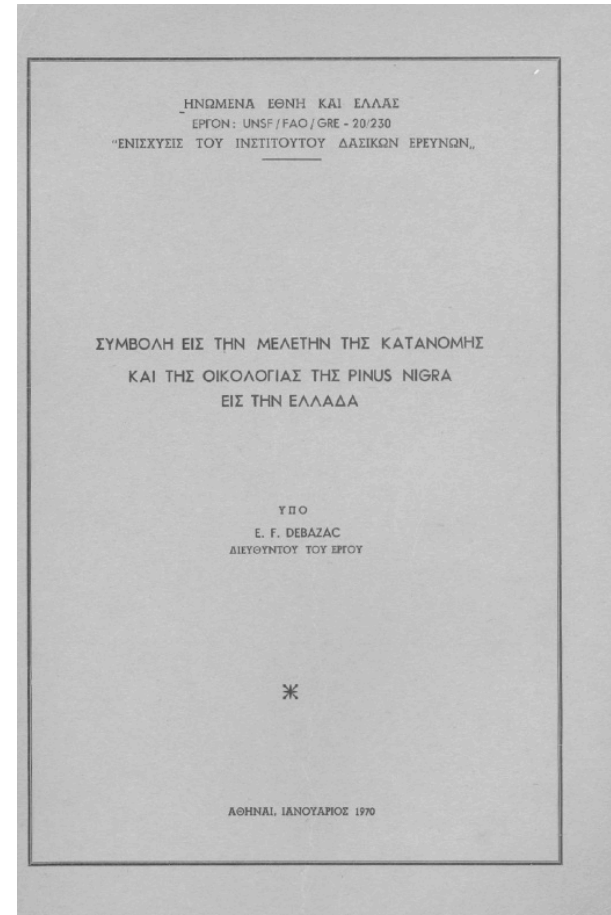 ΗΝΩΜΕΝΑ ΕΘΝΗ ΚΑΙ ΕΛΛΑΣ
ΕΡΓΟΝ: UNSF/FAO/GRE - 20/230
"ΕΝΙΣΧΥΣΙΣ ΤΟΥ ΙΝΣΤΙΤΟΥΤΟΥ ΔΑΣΙΚΩΝ ΕΡΕΥΝΩΝ„
ΣΥΜΒΟΛΗ ΕΙΣ ΤΗΝ ΜΕΛΕΤΗΝ ΤΗΣ ΚΑΤΑΝΟΜΗΣ
ΚΑΙ ΤΗΣ ΟΙΚΟΛΟΓΙΑΣ ΤΗΣ PINUS NIGRA
ΕΙΣ ΤΗΝ ΕΛΛΑΔΑ
ΥΠΟ
E. F. DEBAZAC
ΔΙΕΥΘΥΝΤΟΥ ΤΟΥ ΕΡΓΟΥ
ΑΘΗΝΑΙ, ΙΑΝΟΥΑΡΙΟΣ 1970